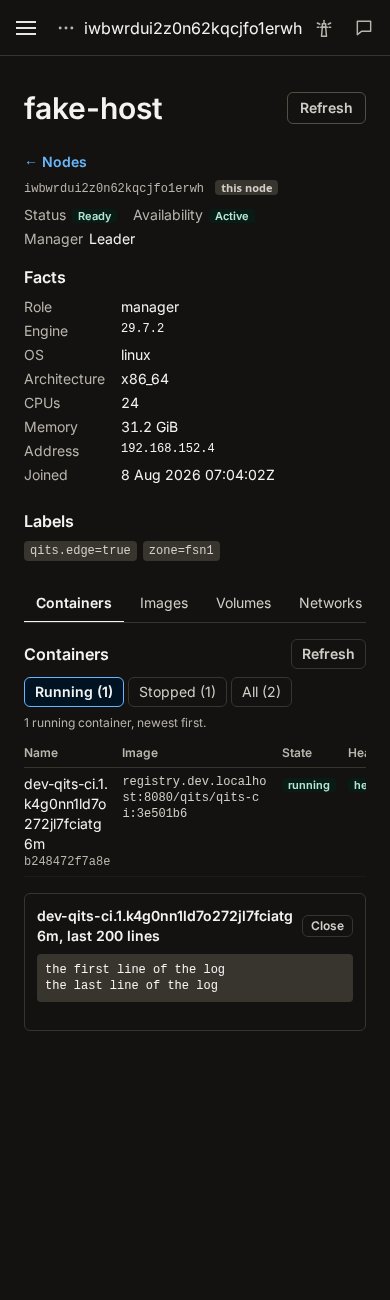 ··· iwbwrdui2z0n62kqcjfo1erwh
fake-host
Refresh
← Nodes
iwbwrdui2z0n62kqcjfo1erwh this node
Status Ready Availability Active
Manager Leader
Facts
Role manager
Engine 29.7.2
OS linux
Architecture x86_64
CPUs 24
Memory 31.2 GiB
Address 192.168.152.4
Joined 8 Aug 2026 07:04:02Z
Labels
qits.edge=true zone=fsn1
Containers Images Volumes Networks
Containers
Refresh
Running (1) Stopped (1) All (2)
1 running container, newest first.
Name Image State Hea
dev-qits-ci.1.
k4g0nn1ld7o
272jl7fciatg
6m
b248472f7a8e
registry.dev.localho
st:8080/qits/qits-c
i:3e501b6
running
he
dev-qits-ci.1.k4g0nn1ld7o272jl7fciatg
6m, last 200 lines
Close
the first line of the log
the last line of the log